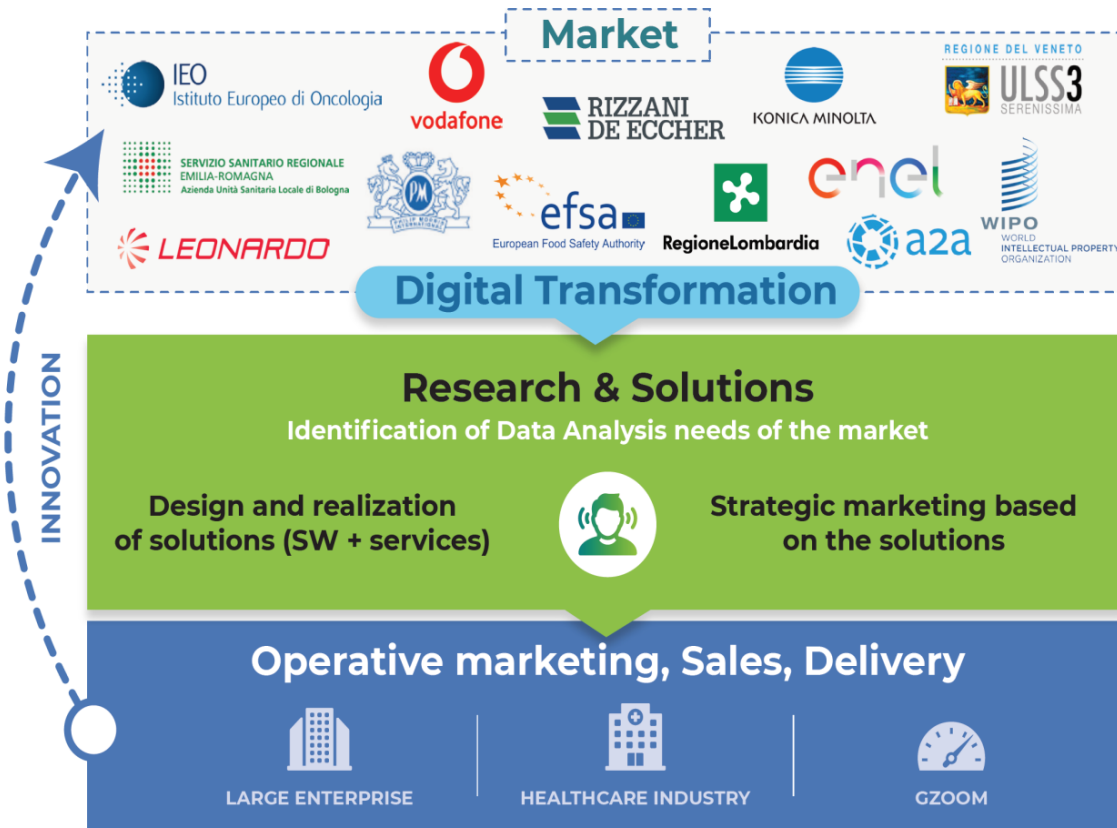 Market
IEO
Istituto Europeo di Oncologia
vodafone
RIZZANI
DE ECCHER
KONICA MINOLTA
REGIONE DEL VENETO
ULSS3
SERENISSIMA
SERVIZIO SANITARIO REGIONALE
EMILIA-ROMAGNA
Azienda Unità Sanitaria Locale di Bologna
PM
PHILIP MORRIS
INTERNATIONAL
efsa
European Food Safety Authority
RegioneLombardia
enel
WIPO
WORLD
INTELLECTUAL PROPERTY
ORGANIZATION
LEONARDO
a2a
Digital Transformation
INNOVATION
Research & Solutions
Identification of Data Analysis needs of the market
Design and realization
of solutions (SW + services)
Strategic marketing based
on the solutions
Operative marketing, Sales, Delivery
LARGE ENTERPRISE
HEALTHCARE INDUSTRY
GZOOM